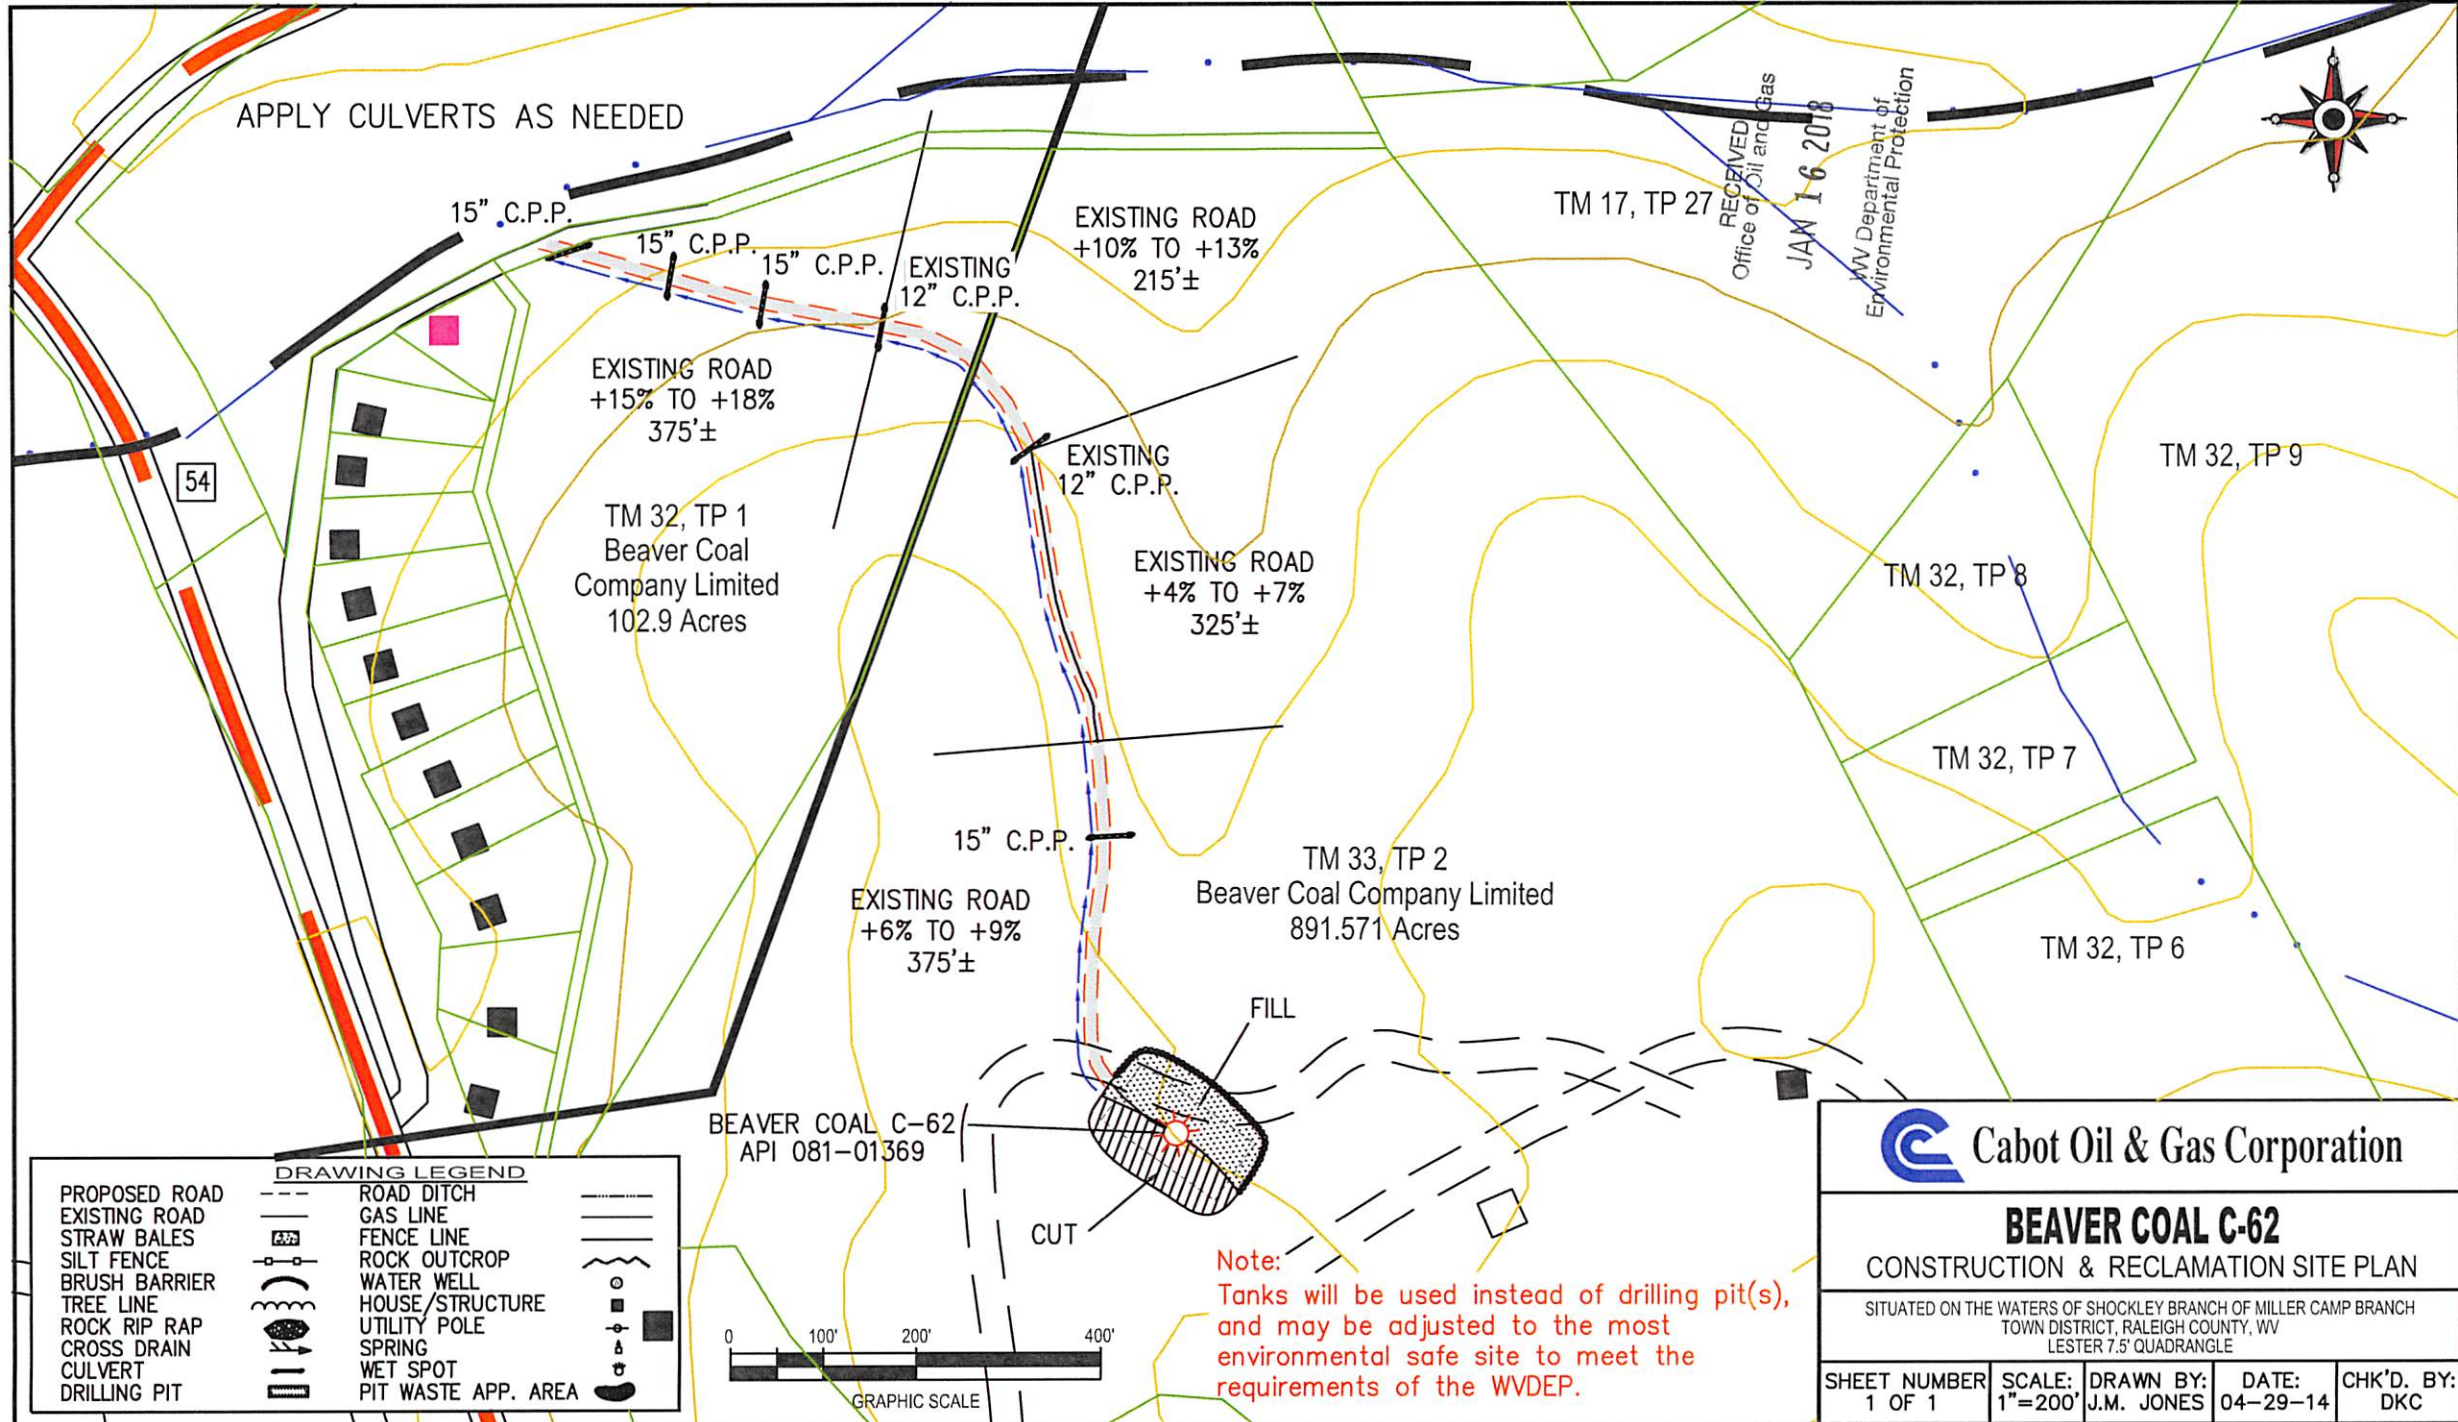 APPLY CULVERTS AS NEEDED
15" C.P.P.
15" C.P.P.
15" C.P.P.
EXISTING
12" C.P.P.
EXISTING ROAD
+10% TO +13%
215'±
TM 17, TP 27
RECEIVED
Office of Oil and Gas
JAN 16 2018
WV Department of
Environmental Protection
EXISTING ROAD
+15% TO +18%
375'±
54
EXISTING
12" C.P.P.
TM 32, TP 9
TM 32, TP 1
Beaver Coal
Company Limited
102.9 Acres
EXISTING ROAD
+4% TO +7%
325'±
TM 32, TP 8
TM 32, TP 7
15" C.P.P.
TM 33, TP 2
Beaver Coal Company Limited
891.571 Acres
EXISTING ROAD
+6% TO +9%
375'±
TM 32, TP 6
FILL
BEAVER COAL C-62
API 081-01369
CUT
Note:
Tanks will be used instead of drilling pit(s),
and may be adjusted to the most
environmental safe site to meet the
requirements of the WVDEP.
DRAWING LEGEND
PROPOSED ROAD
EXISTING ROAD
STRAW BALES
SILT FENCE
BRUSH BARRIER
TREE LINE
ROCK RIP RAP
CROSS DRAIN
CULVERT
DRILLING PIT
ROAD DITCH
GAS LINE
FENCE LINE
ROCK OUTCROP
WATER WELL
HOUSE/STRUCTURE
UTILITY POLE
SPRING
WET SPOT
PIT WASTE APP. AREA
0 100' 200' 400'
GRAPHIC SCALE
Cabot Oil & Gas Corporation
BEAVER COAL C-62
CONSTRUCTION & RECLAMATION SITE PLAN
SITUATED ON THE WATERS OF SHOCKLEY BRANCH OF MILLER CAMP BRANCH
TOWN DISTRICT, RALEIGH COUNTY, WV
LESTER 7.5' QUADRANGLE
SHEET NUMBER
1 OF 1
SCALE:
1"=200'
DRAWN BY:
J.M. JONES
DATE:
04-29-14
CHK'D. BY:
DKC